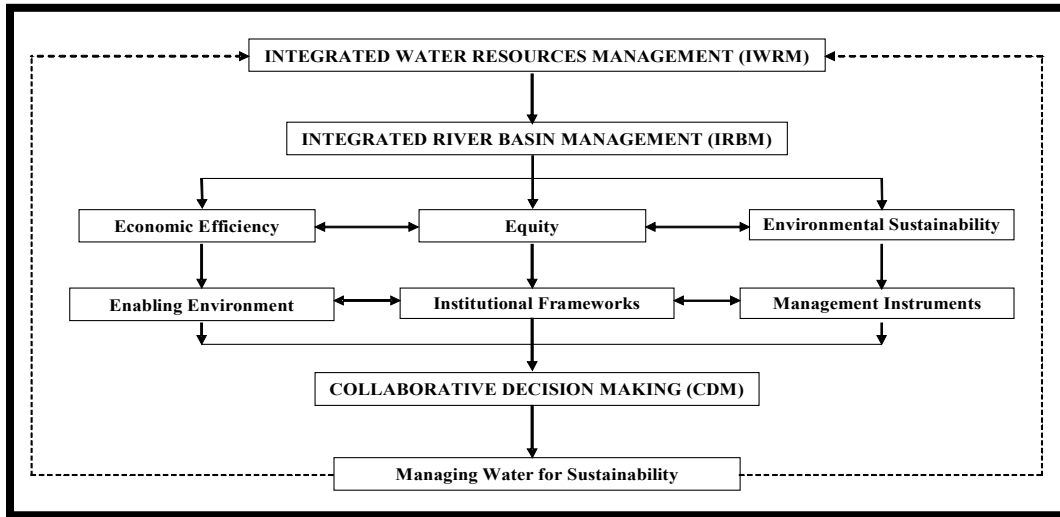 INTEGRATED WATER RESOURCES MANAGEMENT (IWRM)
INTEGRATED RIVER BASIN MANAGEMENT (IRBM)
Economic Efficiency
Equity
Environmental Sustainability
Enabling Environment
Institutional Frameworks
Management Instruments
COLLABORATIVE DECISION MAKING (CDM)
Managing Water for Sustainability